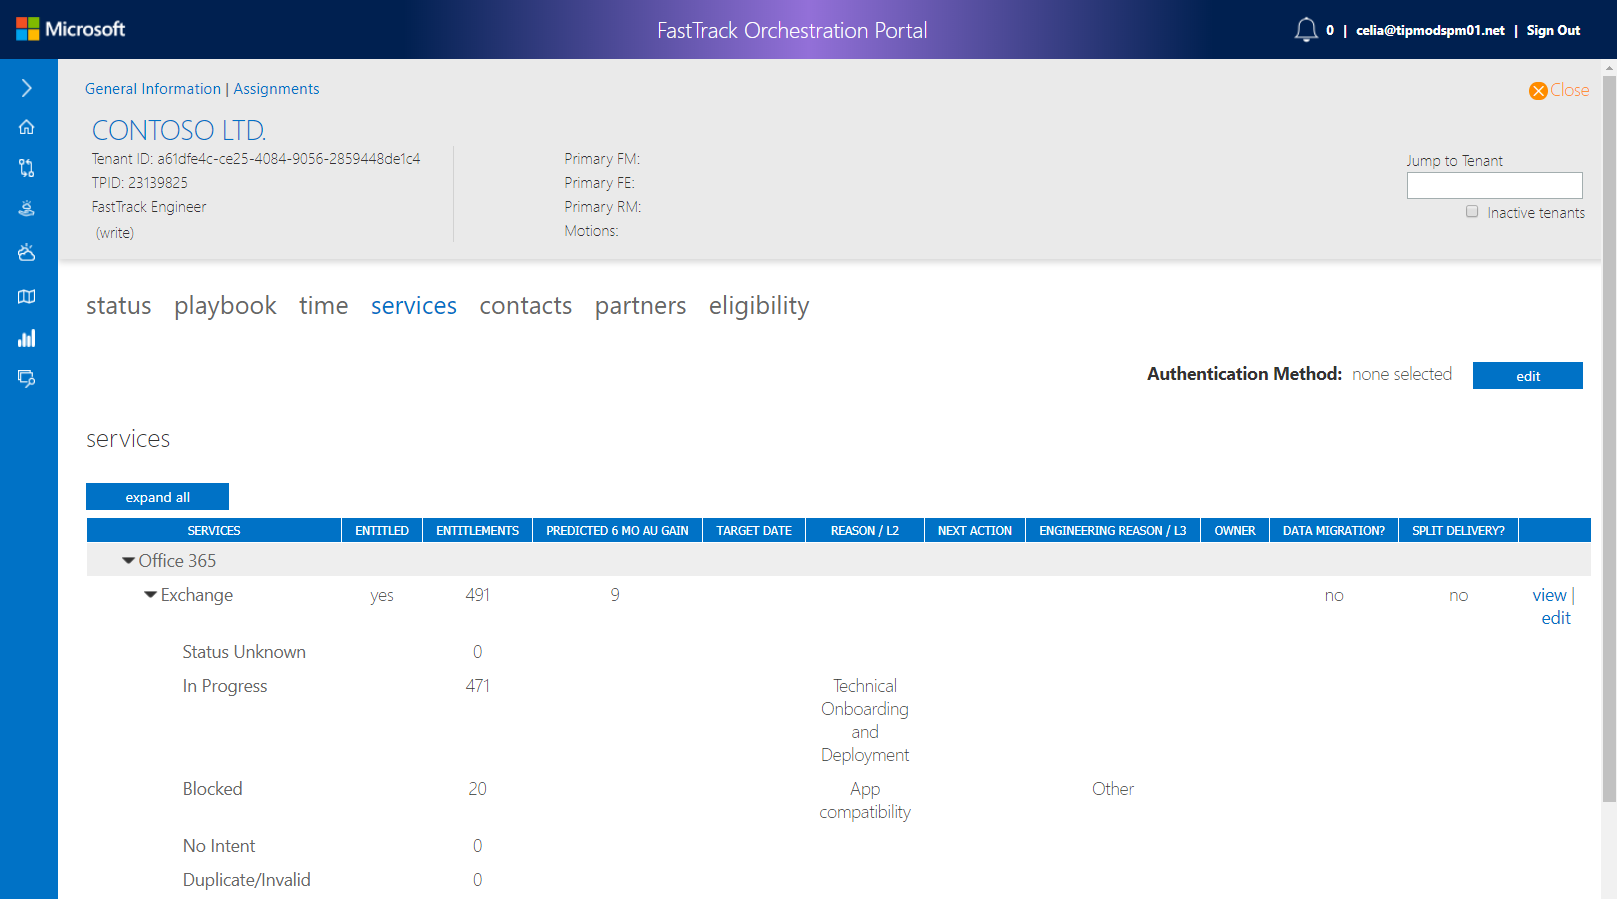 Microsoft
FastTrack Orchestration Portal
0 | celia@tipmodspm01.net | Sign Out
General Information | Assignments
Close
CONTOSO LTD.
Tenant ID: a61dfe4c-ce25-4084-9056-2859448de1c4
TPID: 23139825
FastTrack Engineer
(write)
Primary FM:
Primary FE:
Primary RM:
Motions:
Jump to Tenant
Inactive tenants
status playbook time services contacts partners eligibility
Authentication Method: none selected edit
services
expand all
SERVICES ENTITLED ENTITLEMENTS PREDICTED 6 MO AU GAIN TARGET DATE REASON / L2 NEXT ACTION ENGINEERING REASON / L3 OWNER DATA MIGRATION? SPLIT DELIVERY?
Office 365
Exchange yes 491 9 no no view |
edit
Status Unknown 0
In Progress 471 Technical
Onboarding
and
Deployment
Blocked 20 App Other
compatibility
No Intent 0
Duplicate/Invalid 0